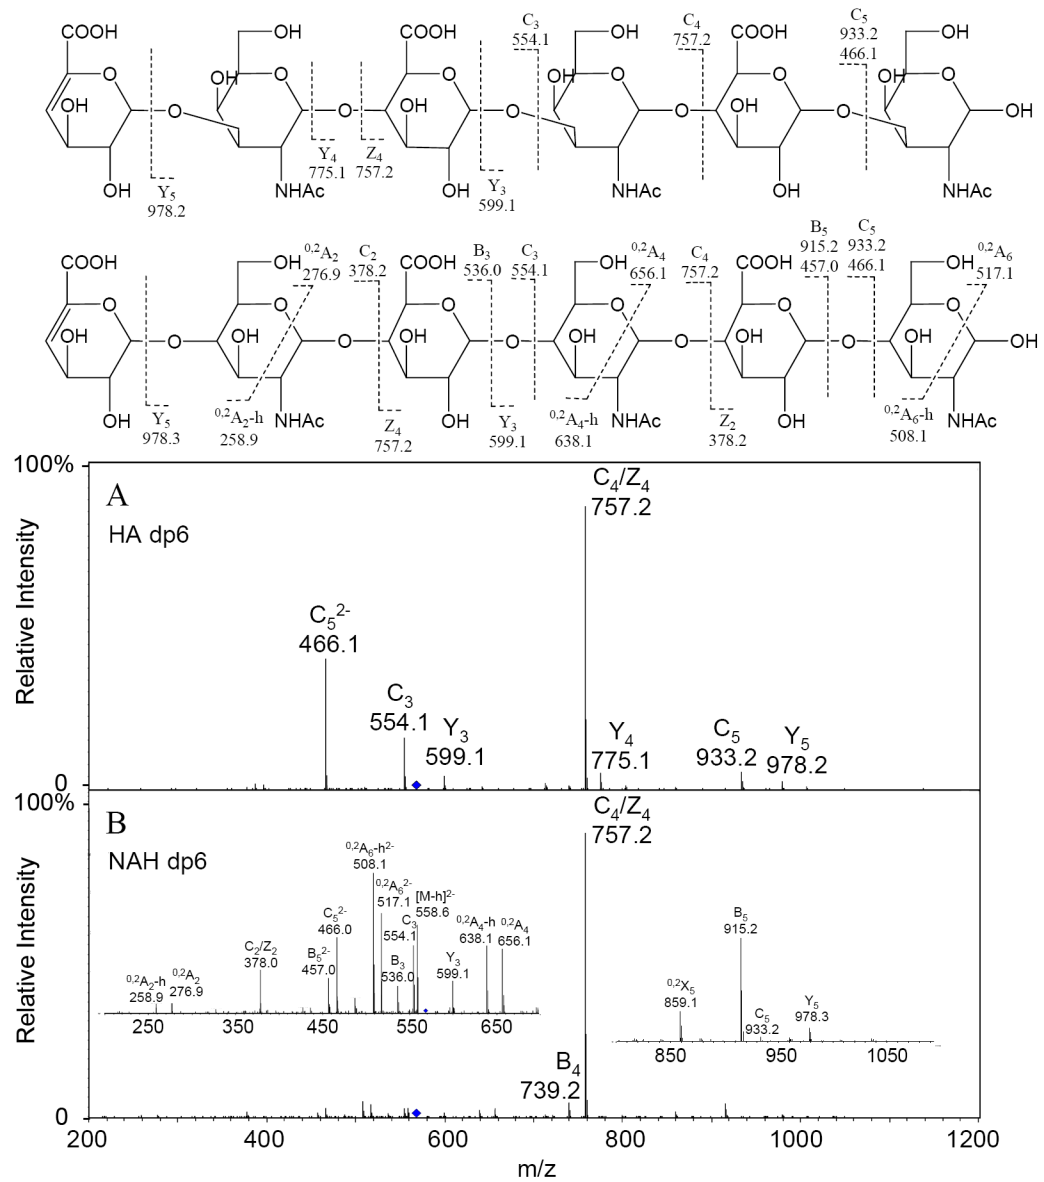 C3
554.1
C4
757.2
C5
933.2
466.1
COOH OH COOH OH COOH OH
O OH O O OH O O OH O
OH O O OH O O OH O OH
OH NHAc OH NHAc OH NHAc
Y5
978.2
Y4
775.1
Z4
757.2
Y3
599.1
0,2A2
276.9
C2
378.2
B3
536.0
C3
554.1
0,2A4
656.1
C4
757.2
B5
915.2
457.0
C5
933.2
466.1
0,2A6
517.1
COOH OH COOH OH COOH OH
O O O O O O
OH O OH O OH O OH O OH O OH OH
OH NHAc OH NHAc OH NHAc
Y5
978.3
0,2A2-h
258.9
Z4
757.2
Y3
599.1
0,2A4-h
638.1
Z2
378.2
0,2A6-h
508.1
100%
Relative Intensity
0
A
HA dp6
C5 2-
466.1
C3
554.1
Y3
599.1
C4/Z4
757.2
Y4
775.1
C5
933.2
Y5
978.2
100%
Relative Intensity
0
B
NAH dp6
0,2A2-h
258.9
0,2A2
276.9
C2/Z2
378.0
B5 2-
457.0
C5 2-
466.0
0,2A6-h2-
508.1
0,2A6 2-
517.1
B3
536.0
C3
554.1
[M-h]2-
558.6
Y3
599.1
0,2A4-h
638.1
0,2A4
656.1
250 350 450 550 650
B4
739.2
C4/Z4
757.2
0,2X5
859.1
B5
915.2
C5
933.2
Y5
978.3
850 950 1050
200 400 600 800 1000 1200
m/z